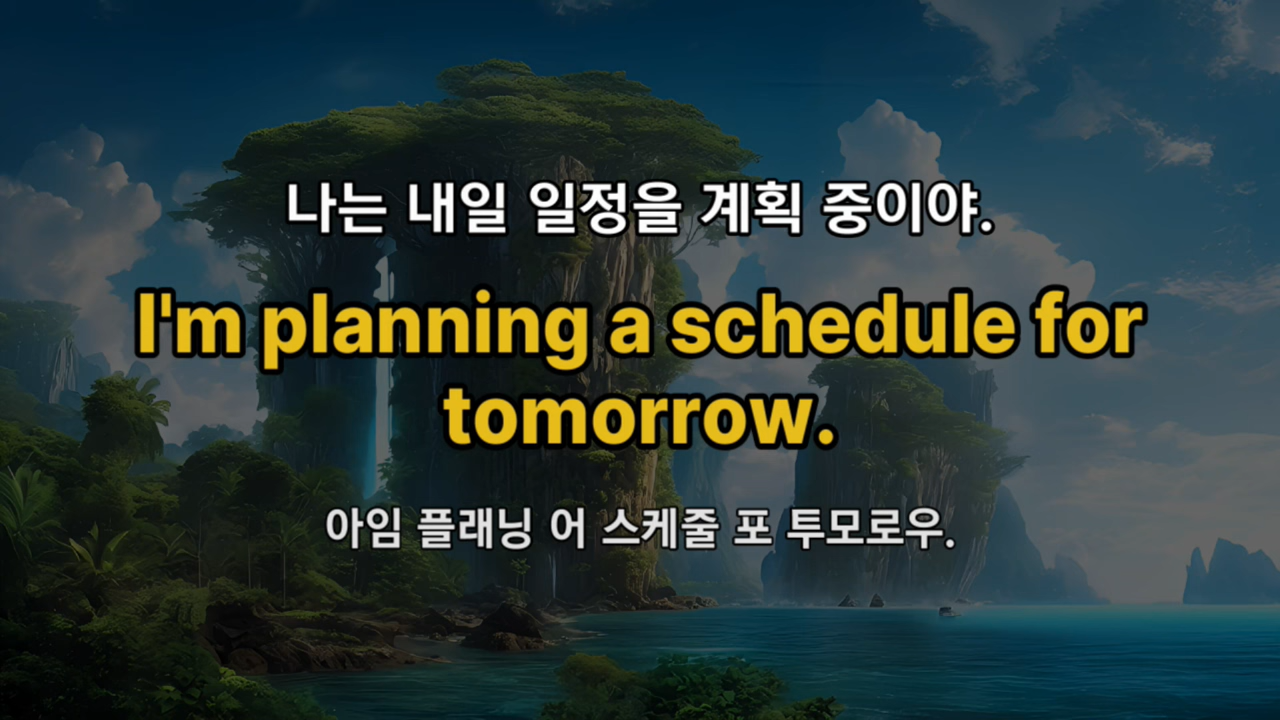 나는 내일 일정을 계획 중이야.
I'm planning a schedule for
tomorrow.
아임 플래닝 어 스케줄 포 투모로우.